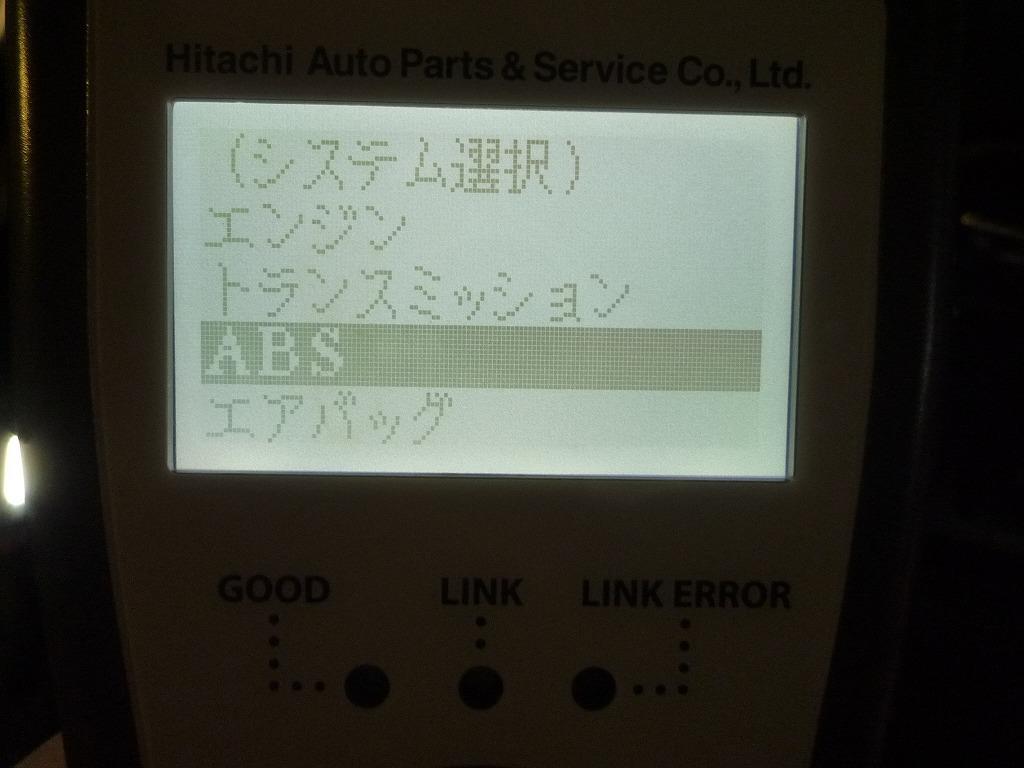 Hitachi Auto Parts & Service Co., Ltd.
(システム選択)
エンジン
トランスミッション
ABS
エアバッグ
GOOD LINK LINK ERROR